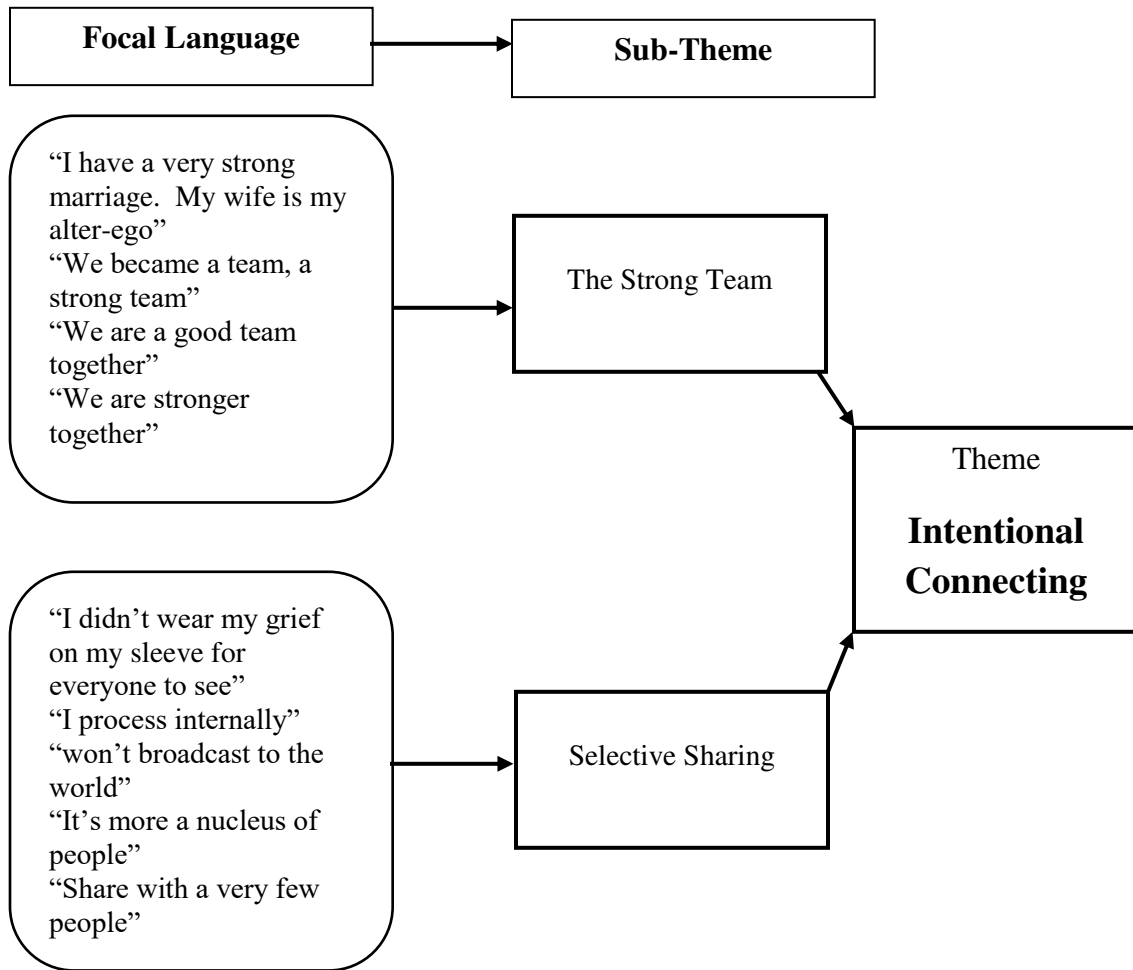 Focal Language
Sub-Theme
“I have a very strong
marriage.  My wife is my
alter-ego”
“We became a team, a
strong team”
“We are a good team
together”
“We are stronger
together”
The Strong Team
Theme
Intentional
Connecting
“I didn’t wear my grief
on my sleeve for
everyone to see”
“I process internally”
“won’t broadcast to the
world”
“It’s more a nucleus of
people”
“Share with a very few
people”
Selective Sharing